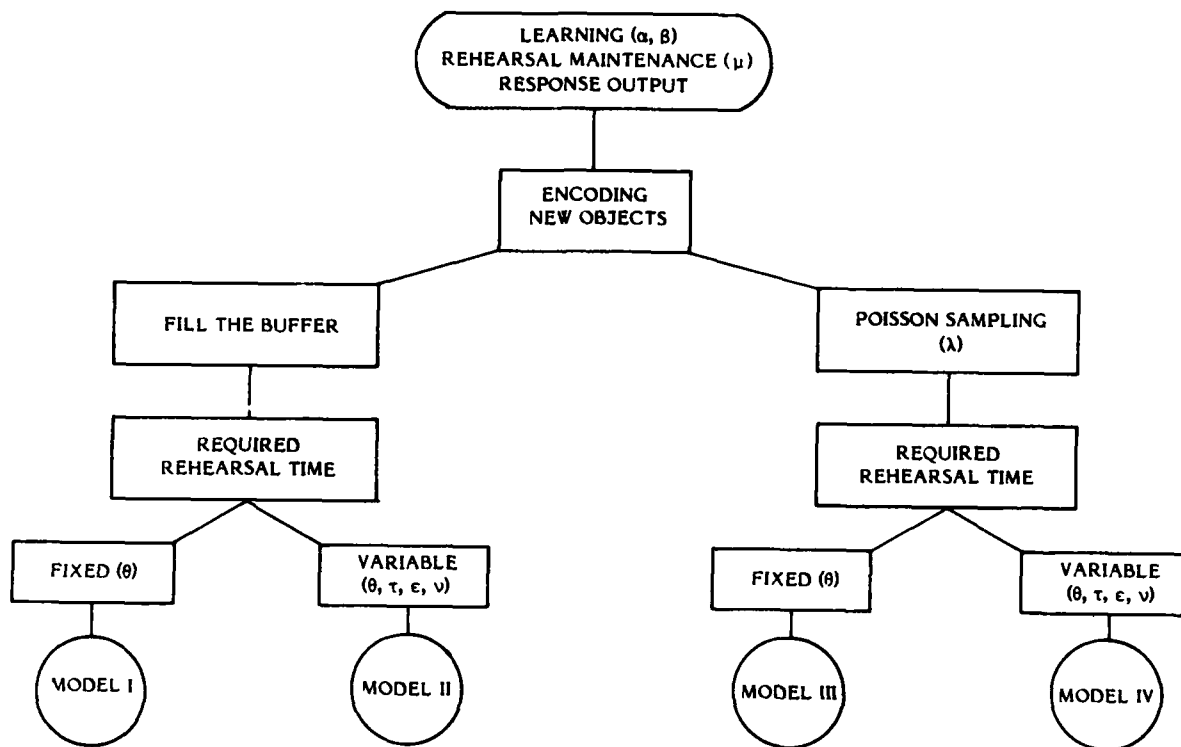 LEARNING (α, β)
REHEARSAL MAINTENANCE (μ)
RESPONSE OUTPUT
ENCODING
NEW OBJECTS
FILL THE BUFFER
POISSON SAMPLING
(λ)
REQUIRED
REHEARSAL TIME
REQUIRED
REHEARSAL TIME
FIXED (θ)
VARIABLE
(θ, τ, ε, ν)
FIXED (θ)
VARIABLE
(θ, τ, ε, ν)
MODEL I
MODEL II
MODEL III
MODEL IV